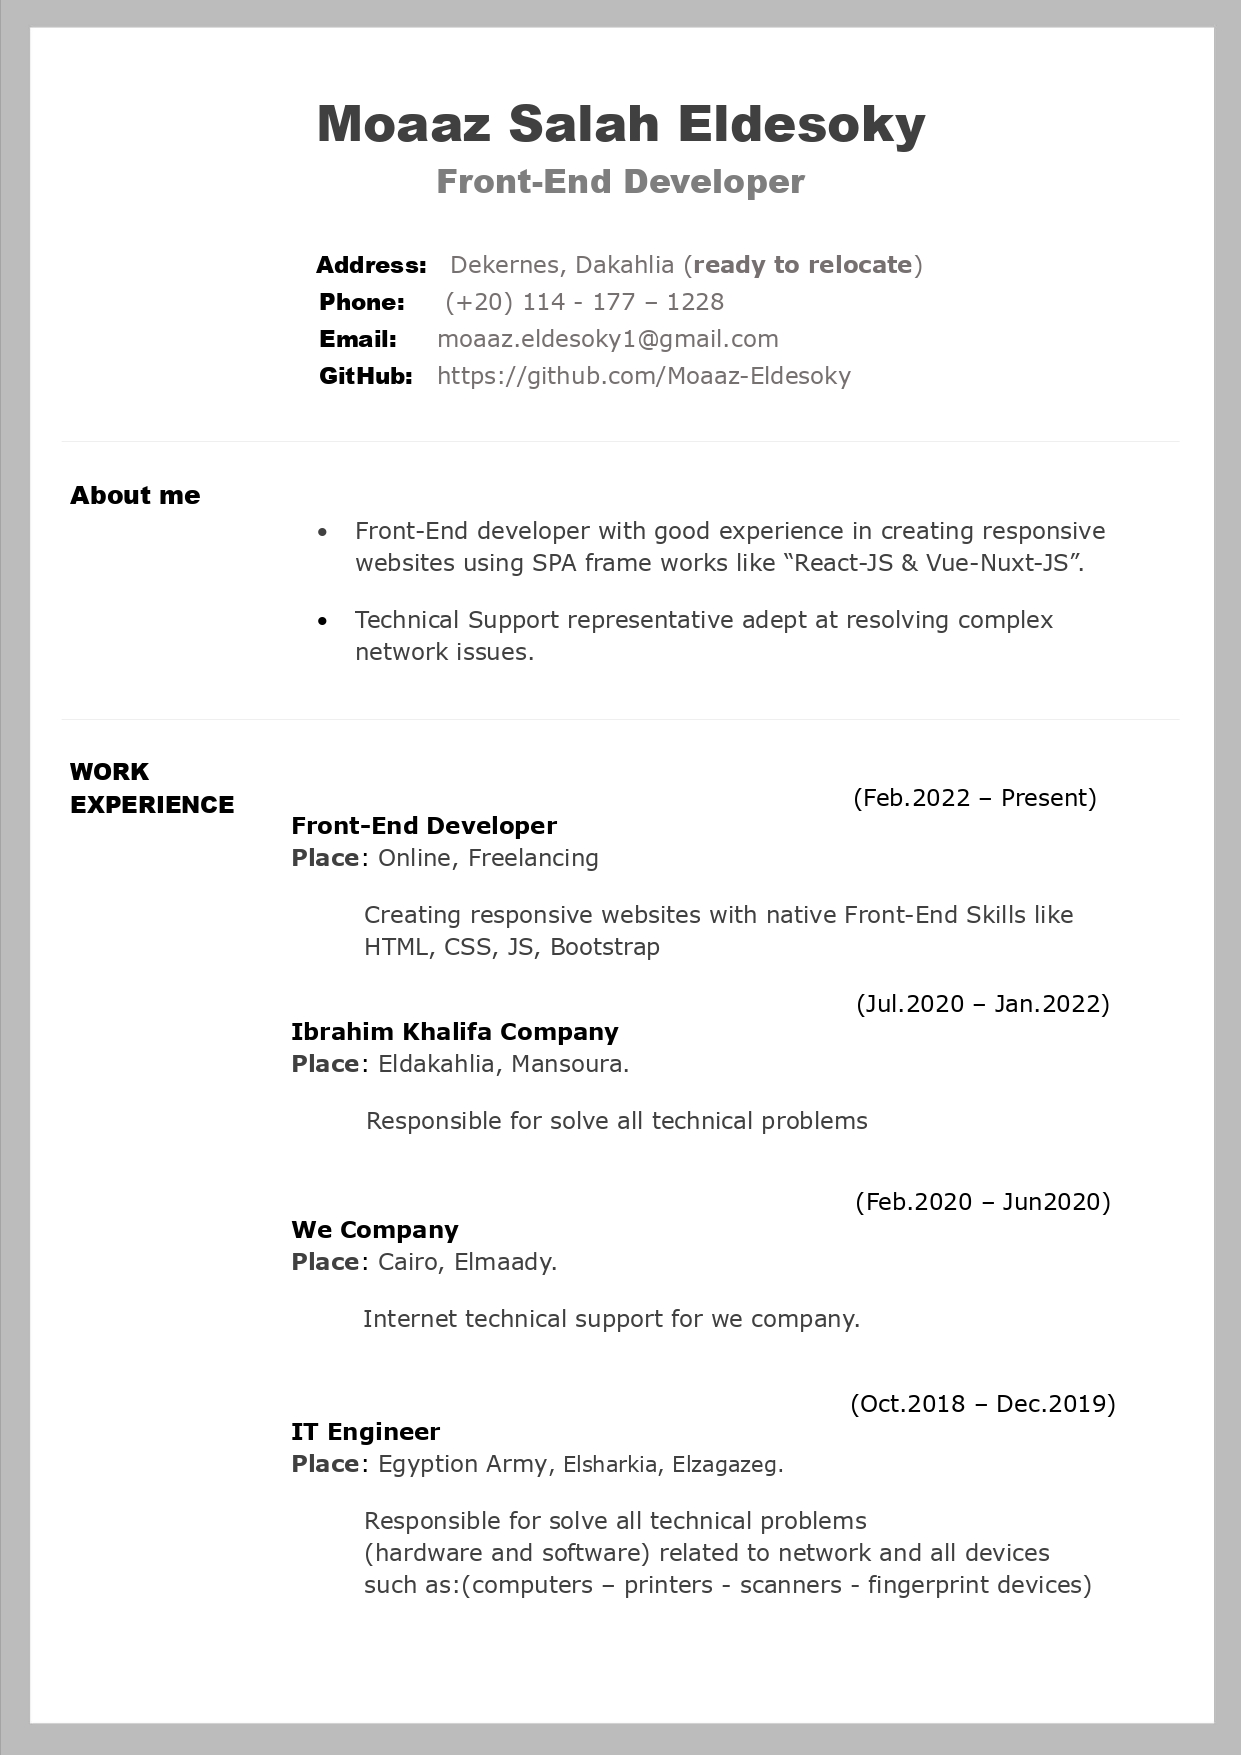 Moaaz Salah Eldesoky
Front-End Developer
Address: Dekernes, Dakahlia (ready to relocate)
Phone: (+20) 114 - 177 – 1228
Email: moaaz.eldesoky1@gmail.com
GitHub: https://github.com/Moaaz-Eldesoky
About me
• Front-End developer with good experience in creating responsive
websites using SPA frame works like “React-JS & Vue-Nuxt-JS”.
• Technical Support representative adept at resolving complex
network issues.
WORK
EXPERIENCE
(Feb.2022 – Present)
Front-End Developer
Place: Online, Freelancing
Creating responsive websites with native Front-End Skills like
HTML, CSS, JS, Bootstrap
(Jul.2020 – Jan.2022)
Ibrahim Khalifa Company
Place: Eldakahlia, Mansoura.
Responsible for solve all technical problems
(Feb.2020 – Jun2020)
We Company
Place: Cairo, Elmaady.
Internet technical support for we company.
(Oct.2018 – Dec.2019)
IT Engineer
Place: Egyption Army, Elsharkia, Elzagazeg.
Responsible for solve all technical problems
(hardware and software) related to network and all devices
such as:(computers – printers - scanners - fingerprint devices)